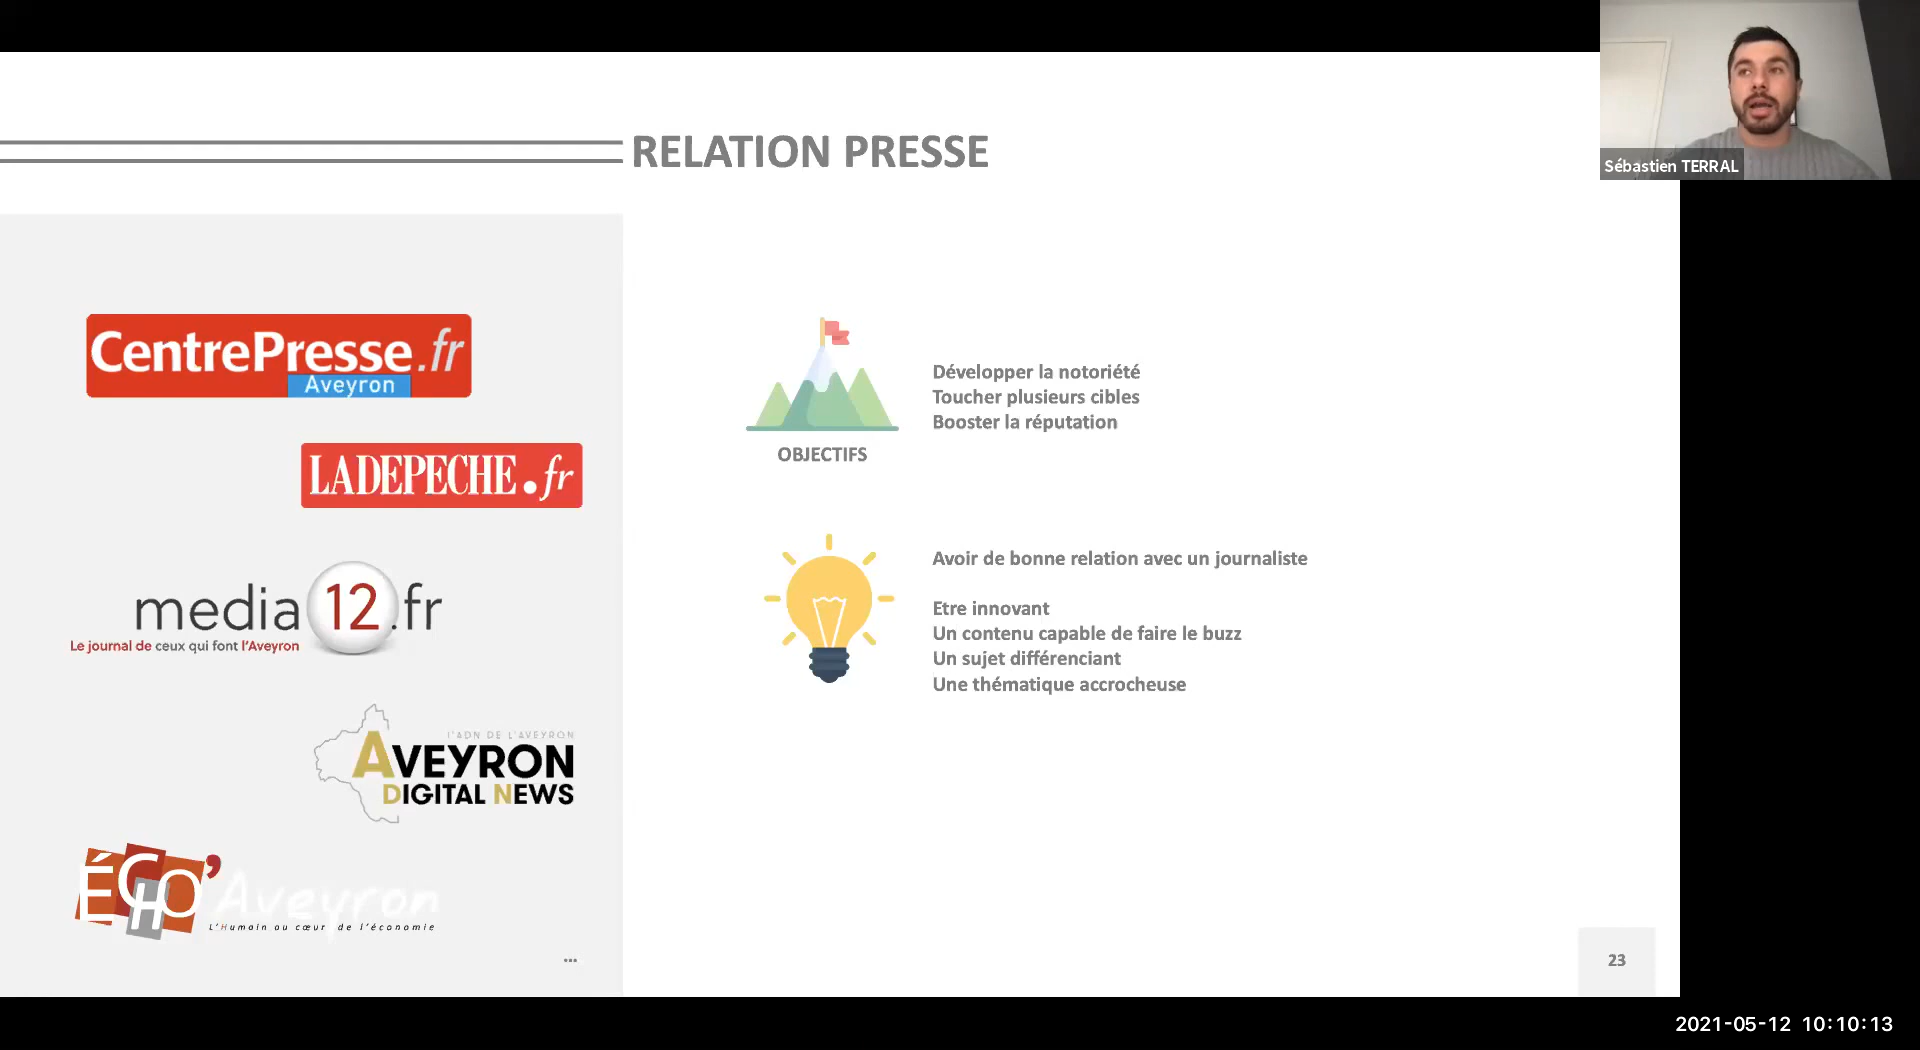 RELATION PRESSE
Sébastien TERRAL
CentrePresse.fr
Aveyron
LADEPECHE.fr
media12.fr
Le journal de ceux qui font l'Aveyron
l'ADN DE L'AVEYRON
AVEYRON
DIGITAL NEWS
ÉCHO'Aveyron
L'Humain au cœur de l'économie
...
Développer la notoriété
Toucher plusieurs cibles
Booster la réputation
OBJECTIFS
Avoir de bonne relation avec un journaliste
Etre innovant
Un contenu capable de faire le buzz
Un sujet différenciant
Une thématique accrocheuse
23
2021-05-12 10:10:13